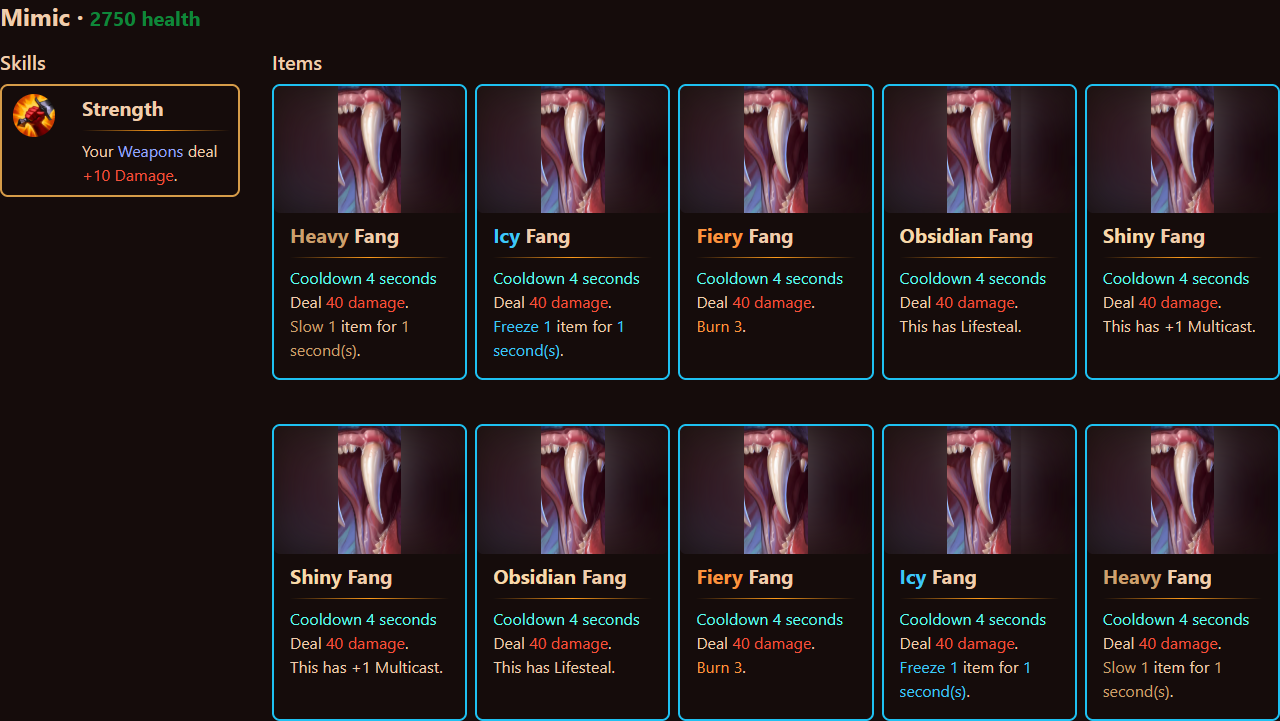 Mimic · 2750 health
Skills
Items
Strength
Your Weapons deal
+10 Damage.
Heavy Fang
Cooldown 4 seconds
Deal 40 damage.
Slow 1 item for 1
second(s).
Icy Fang
Cooldown 4 seconds
Deal 40 damage.
Freeze 1 item for 1
second(s).
Fiery Fang
Cooldown 4 seconds
Deal 40 damage.
Burn 3.
Obsidian Fang
Cooldown 4 seconds
Deal 40 damage.
This has Lifesteal.
Shiny Fang
Cooldown 4 seconds
Deal 40 damage.
This has +1 Multicast.
Shiny Fang
Cooldown 4 seconds
Deal 40 damage.
This has +1 Multicast.
Obsidian Fang
Cooldown 4 seconds
Deal 40 damage.
This has Lifesteal.
Fiery Fang
Cooldown 4 seconds
Deal 40 damage.
Burn 3.
Icy Fang
Cooldown 4 seconds
Deal 40 damage.
Freeze 1 item for 1
second(s).
Heavy Fang
Cooldown 4 seconds
Deal 40 damage.
Slow 1 item for 1
second(s).